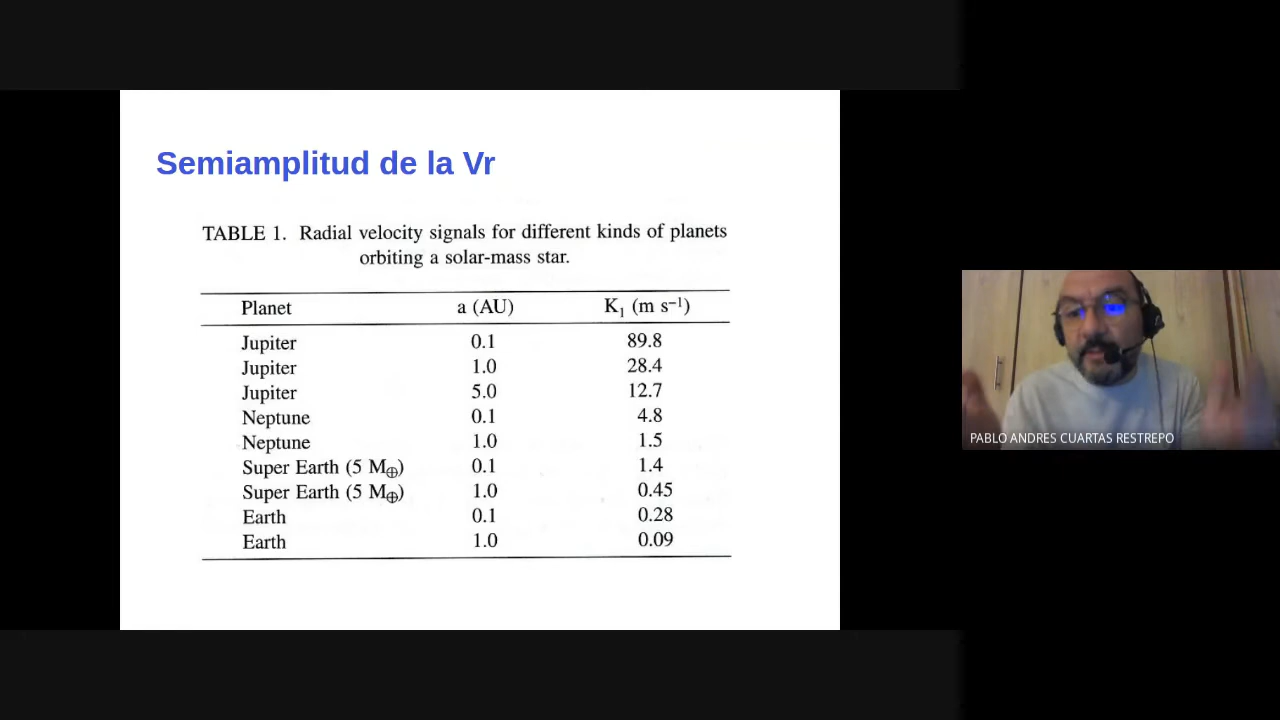 Semiamplitud de la Vr
TABLE 1. Radial velocity signals for different kinds of planets
orbiting a solar-mass star.
Planet a (AU) K₁ (m s⁻¹)
Jupiter 0.1 89.8
Jupiter 1.0 28.4
Jupiter 5.0 12.7
Neptune 0.1 4.8
Neptune 1.0 1.5
Super Earth (5 M⊕) 0.1 1.4
Super Earth (5 M⊕) 1.0 0.45
Earth 0.1 0.28
Earth 1.0 0.09
PABLO ANDRES CUARTAS RESTREPO